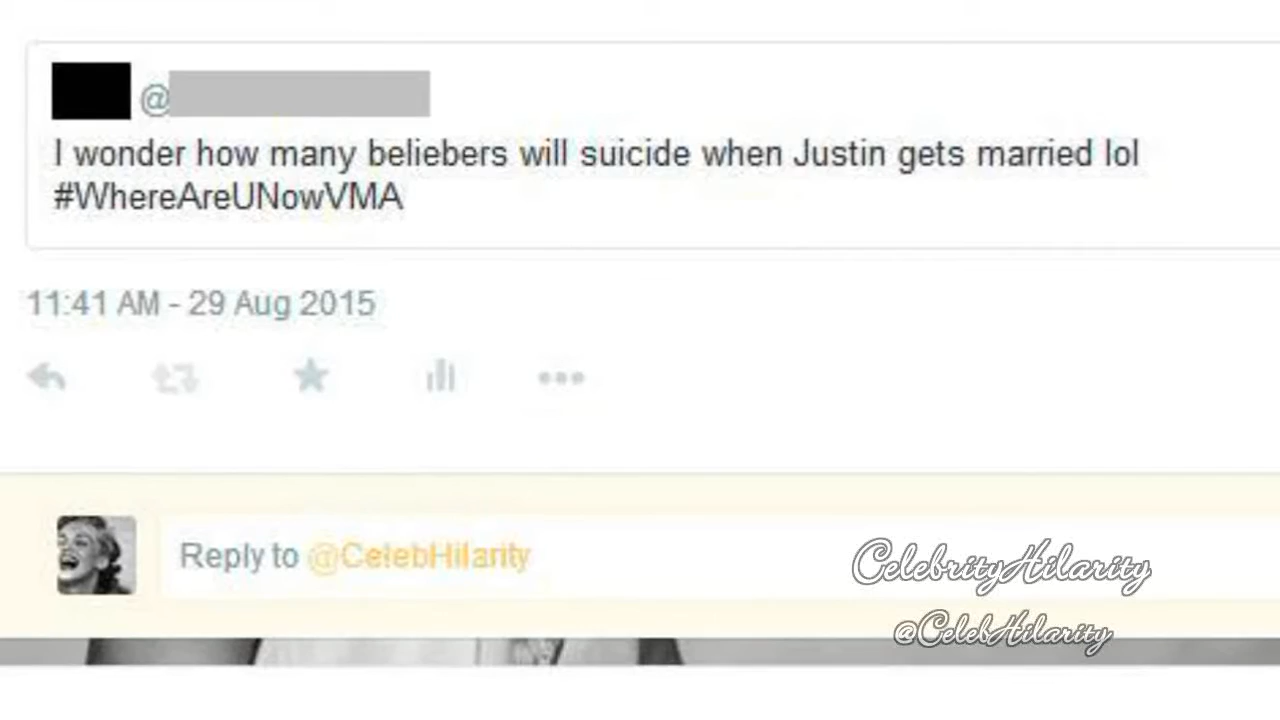 @
I wonder how many beliebers will suicide when Justin gets married lol
#WhereAreUNowVMA
11:41 AM - 29 Aug 2015
Reply to @CelebHilarity
CelebrityHilarity
@CelebHilarity